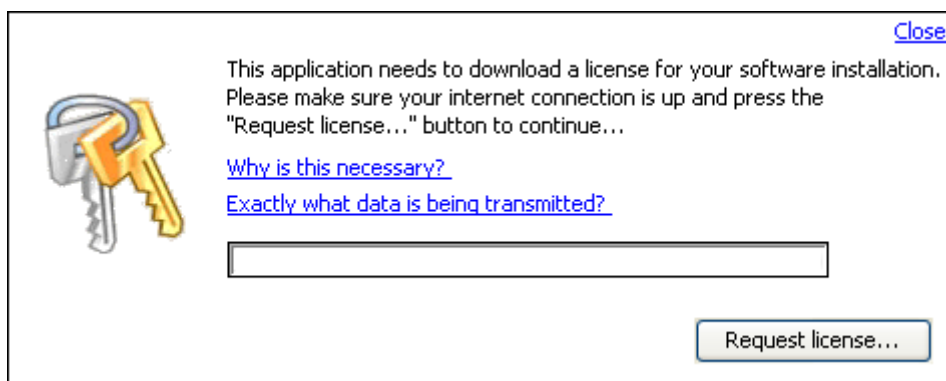 Close
This application needs to download a license for your software installation.
Please make sure your internet connection is up and press the
"Request license..." button to continue...
Why is this necessary?
Exactly what data is being transmitted?
Request license...